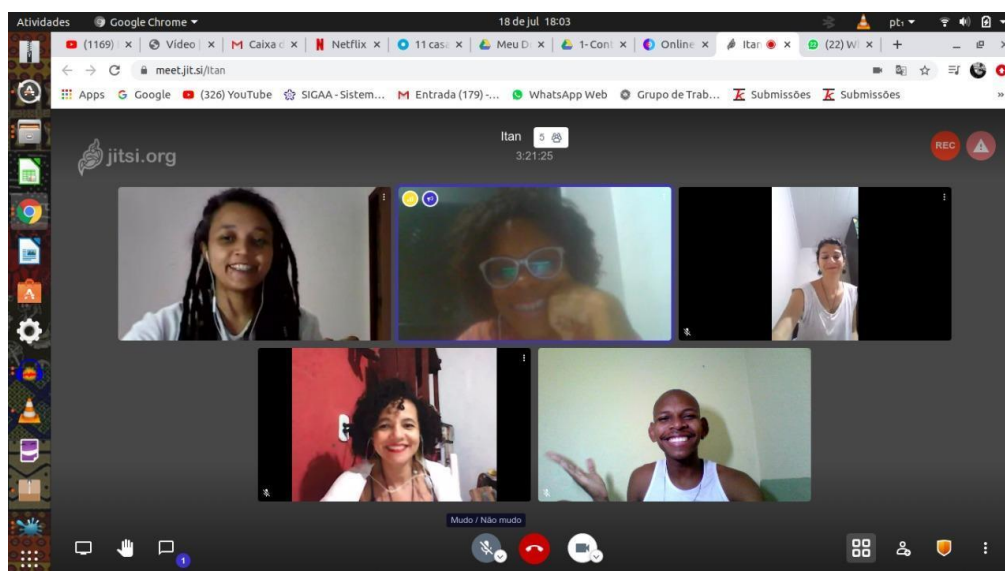 Atividades Google Chrome 18 de jul 18:03 pt₁
(1169) Vídeo Caixa d Netflix 11 casa Meu D 1-Con Online Itan (22) W
meet.jit.si/Itan
Apps Google (326) YouTube SIGAA - Sistem... Entrada (179) -... WhatsApp Web Grupo de Trab... Submissões Submissões
jitsi.org
Itan 5
3:21:25
REC
Mudo / Não mudo
1